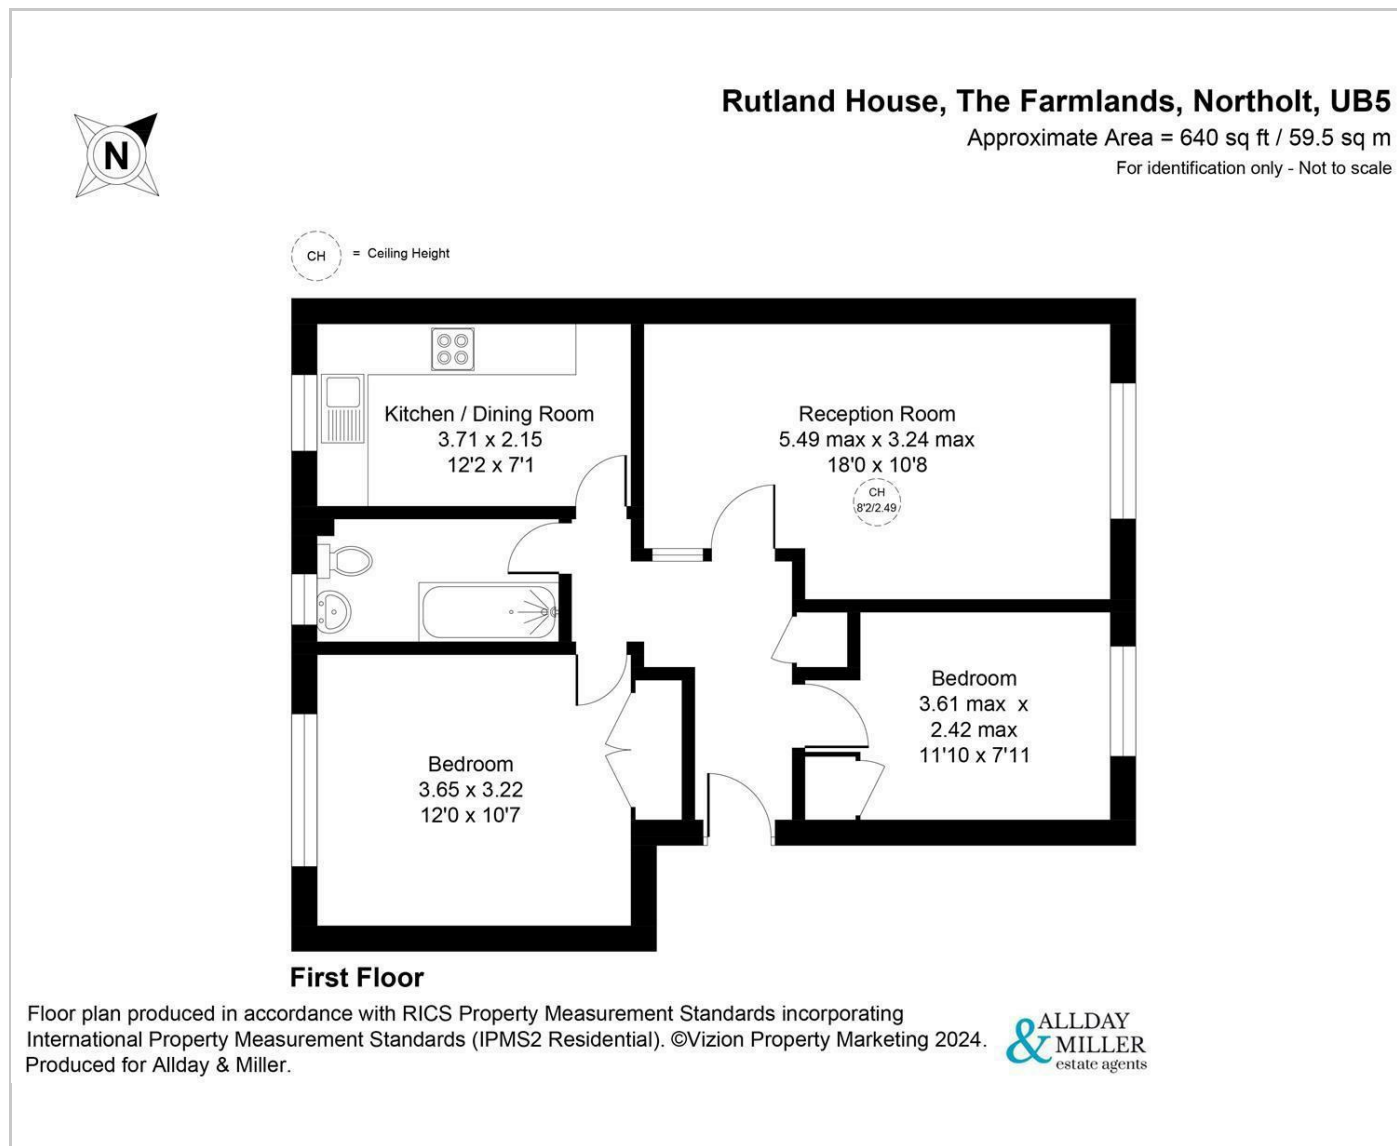 Rutland House, The Farmlands, Northolt, UB5
Approximate Area = 640 sq ft / 59.5 sq m
For identification only - Not to scale
N
CH = Ceiling Height
Kitchen / Dining Room
3.71 x 2.15
12'2 x 7'1
Reception Room
5.49 max x 3.24 max
18'0 x 10'8
CH
8'2/2.49
Bedroom
3.61 max x
2.42 max
11'10 x 7'11
Bedroom
3.65 x 3.22
12'0 x 10'7
First Floor
Floor plan produced in accordance with RICS Property Measurement Standards incorporating
International Property Measurement Standards (IPMS2 Residential). ©Vizion Property Marketing 2024.
Produced for Allday & Miller.
ALLDAY
& MILLER
estate agents